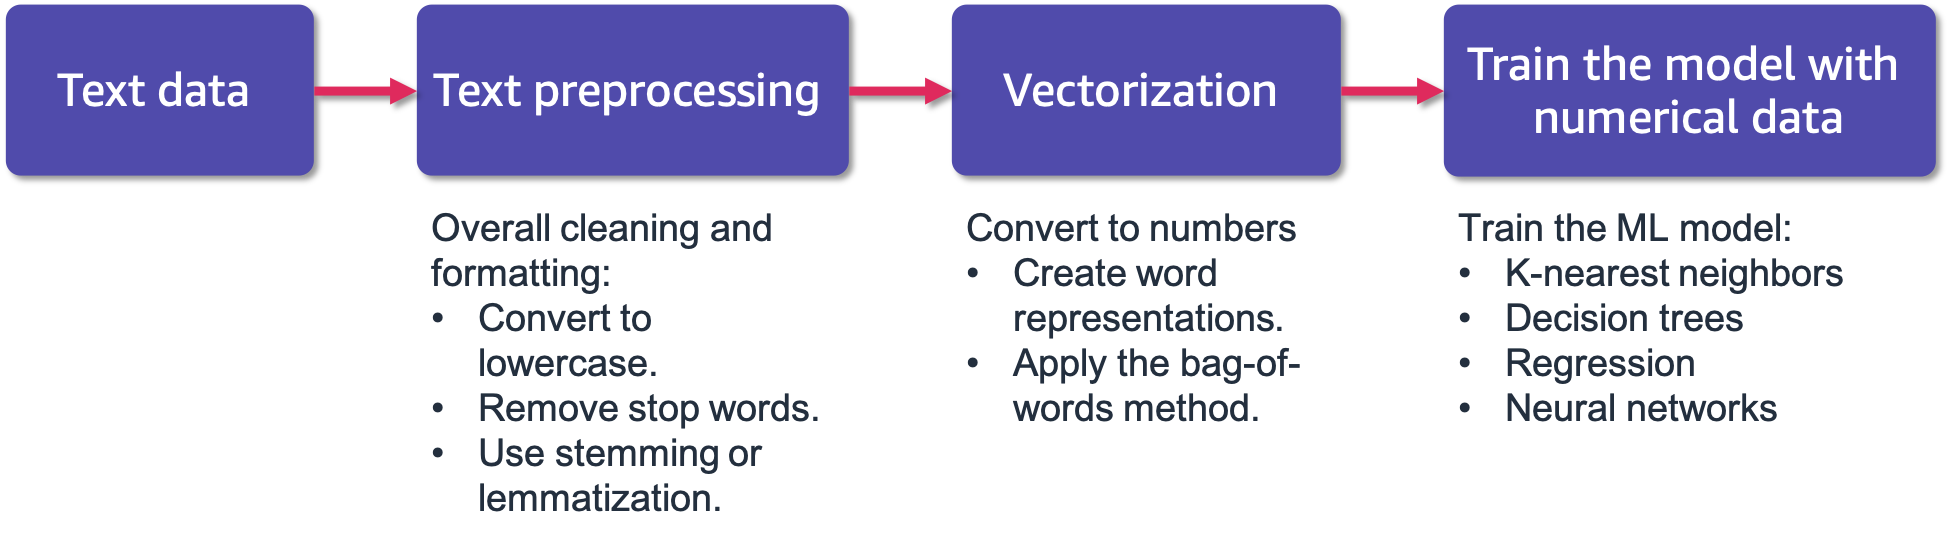 Text data
Text preprocessing
Vectorization
Train the model with
numerical data
Overall cleaning and
formatting:
• Convert to
lowercase.
• Remove stop words.
• Use stemming or
lemmatization.
Convert to numbers
• Create word
representations.
• Apply the bag-of-
words method.
Train the ML model:
• K-nearest neighbors
• Decision trees
• Regression
• Neural networks